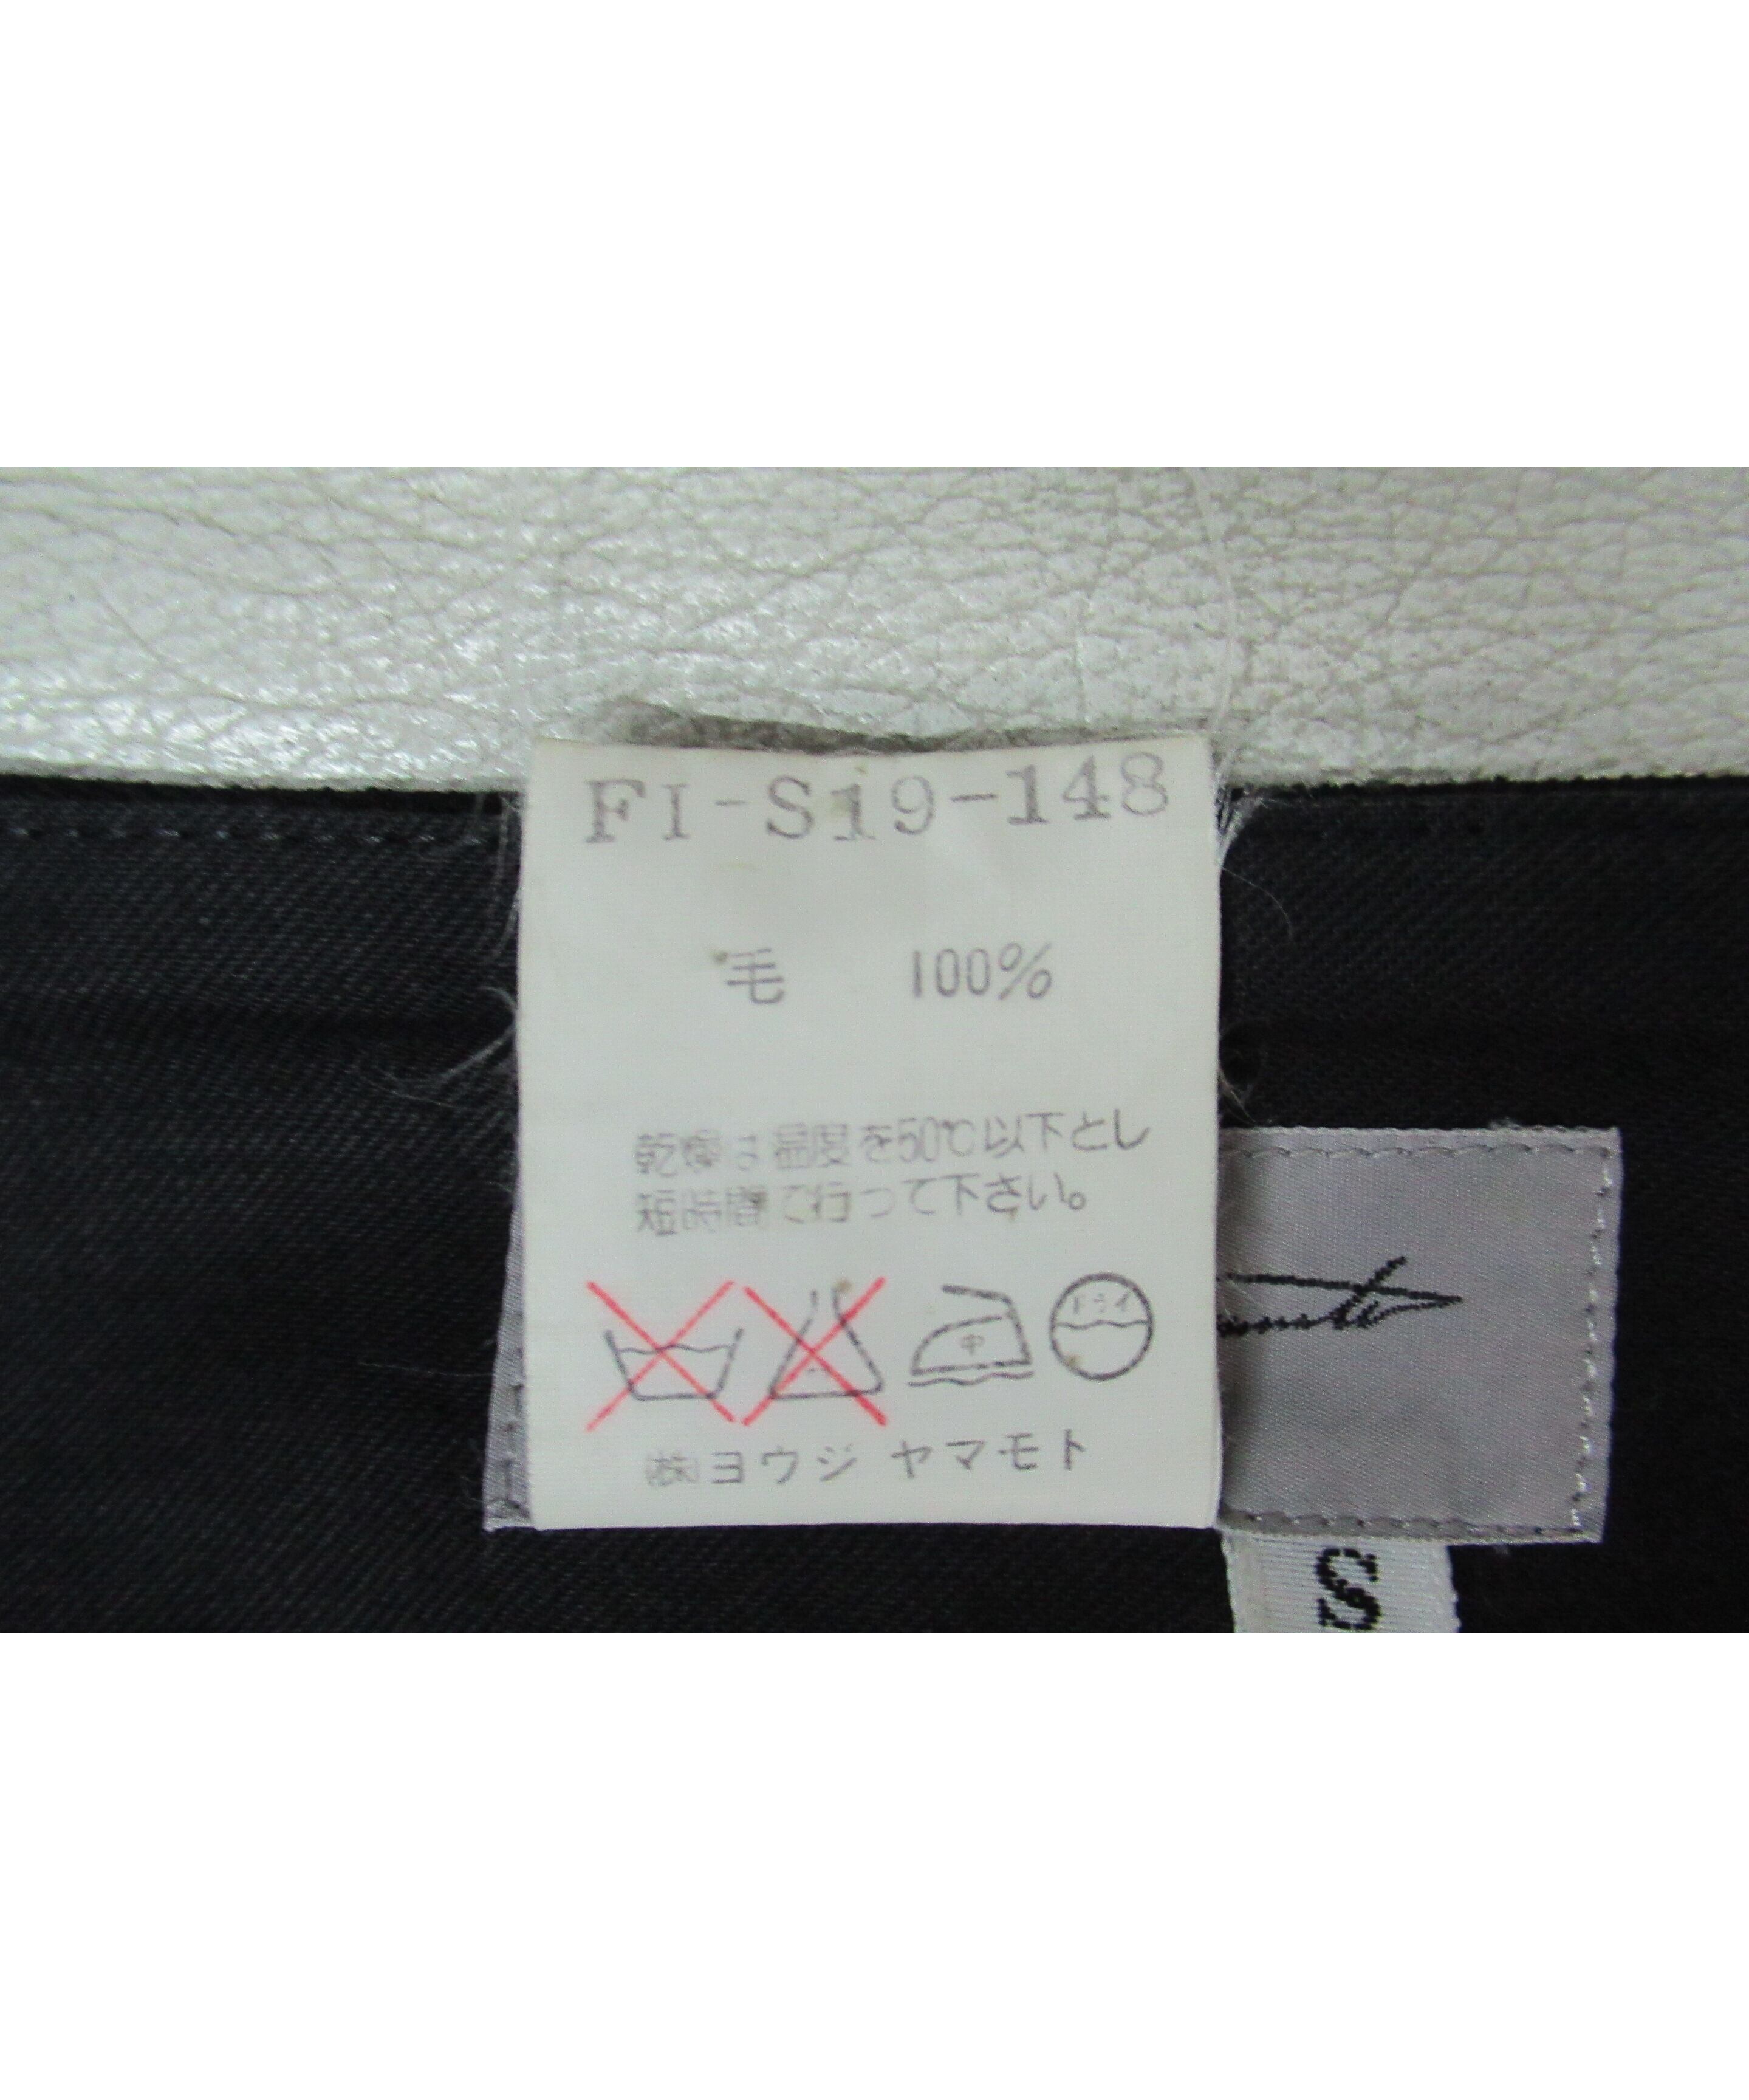 FI-S19-148
毛 100%
乾燥は温度を50℃以下とし
短時間で行って下さい。
中 ドライ
(株)ヨウジ ヤマモト
S